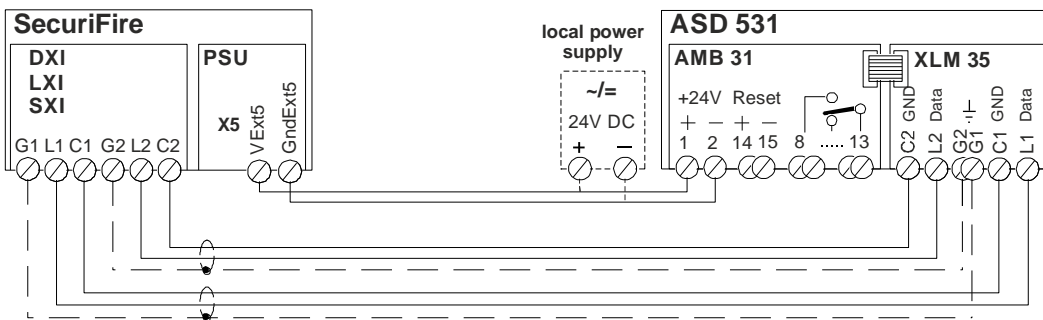 SecuriFire
DXI
LXI
SXI
PSU
X5
VExt5
GndExt5
G1 L1 C1 G2 L2 C2
local power
supply
~/=
24V DC
+ –
ASD 531
AMB 31
+24V Reset
+ – + –
1 2 14 15 8 ..... 13
XLM 35
C2 GND
L2 Data
G2
G1
C1 GND
L1 Data